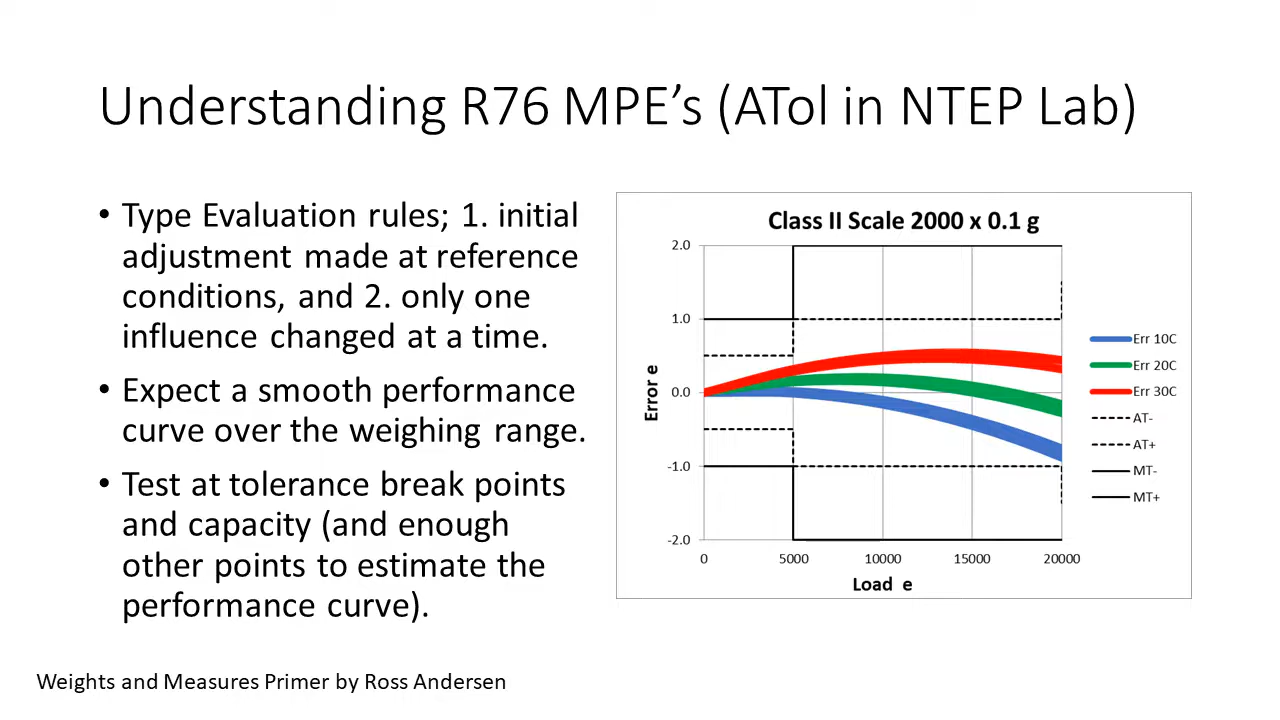 Understanding R76 MPE’s (ATol in NTEP Lab)
• Type Evaluation rules; 1. initial
adjustment made at reference
conditions, and 2. only one
influence changed at a time.
• Expect a smooth performance
curve over the weighing range.
• Test at tolerance break points
and capacity (and enough
other points to estimate the
performance curve).
Class II Scale 2000 x 0.1 g
2.0
1.0
0.0
-1.0
-2.0
Error e
0 5000 10000 15000 20000
Load e
Err 10C
Err 20C
Err 30C
AT-
AT+
MT-
MT+
Weights and Measures Primer by Ross Andersen